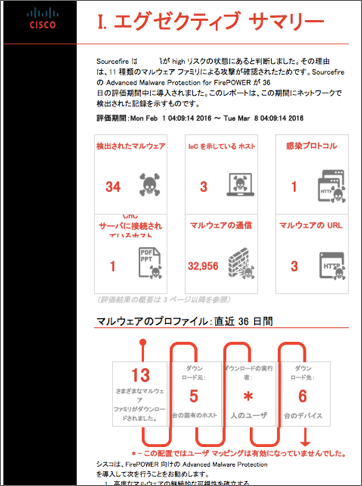 CISCO
I. エグゼクティブ サマリー
Sourcefire は が high リスクの状態にあると判断しました。その理由
は、11 種類のマルウェア ファミリによる攻撃が確認されたためです。Sourcefire
の Advanced Malware Protection for FirePOWER が 36
日の評価期間中に導入されました。このレポートは、この期間にネットワークで
検出された記録を示すものです。
評価期間：Mon Feb 1 04:09:14 2016 ～ Tue Mar 8 04:09:14 2016
検出されたマルウェア
34
IoC を示しているホスト
3
感染プロトコル
1
HTTP
CnC
サーバに接続され
ているホスト
1
PDF
PPT
マルウェアの通信
32,956
マルウェアの URL
3
HTTP
（評価結果の概要は 3 ページ以降を参照）
マルウェアのプロファイル：直近 36 日間
13
さまざまなマルウェ
ア
ファミリがダウンロー
ドされました。
ダウン
ロード元：
5
台の固有のホスト
ダウンロードの実行
者：
*
人のユーザ
ダウン
ロード先：
6
台のデバイス
* - この配置ではユーザ マッピングは有効になっていませんでした。
シスコは、FirePOWER 向けの Advanced Malware Protection
を導入して次を行うことをお勧めします。
1. 高度なマルウェアの継続的な可視性を確立する